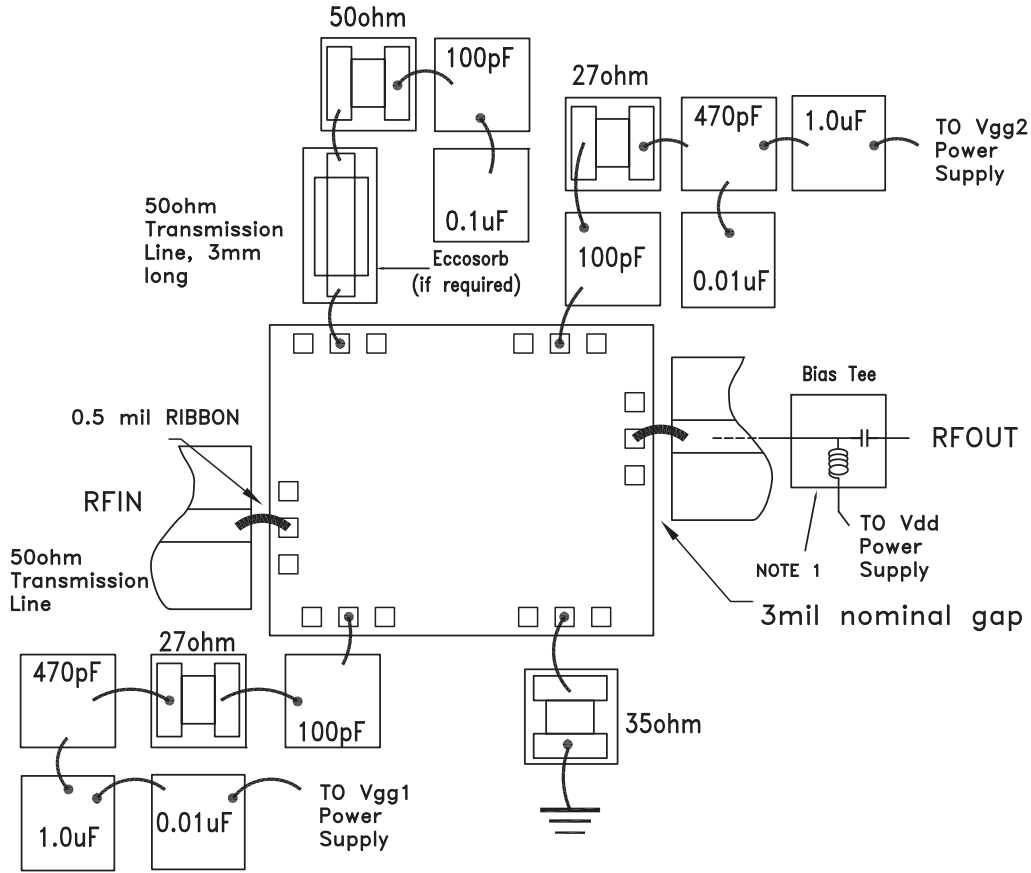 50ohm
100pF
0.1uF
50ohm
Transmission
Line, 3mm
long
Eccosorb
(if required)
27ohm
470pF
1.0uF
TO Vgg2
Power
Supply
100pF
0.01uF
0.5 mil RIBBON
RFIN
50ohm
Transmission
Line
Bias Tee
RFOUT
TO Vdd
Power
Supply
NOTE 1
3mil nominal gap
27ohm
470pF
100pF
1.0uF
0.01uF
TO Vgg1
Power
Supply
35ohm